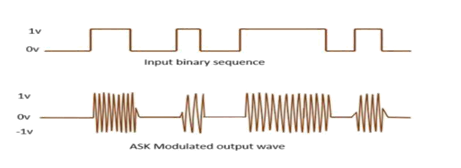 1v
0v
Input binary sequence
1v
0v
-1v
ASK Modulated output wave